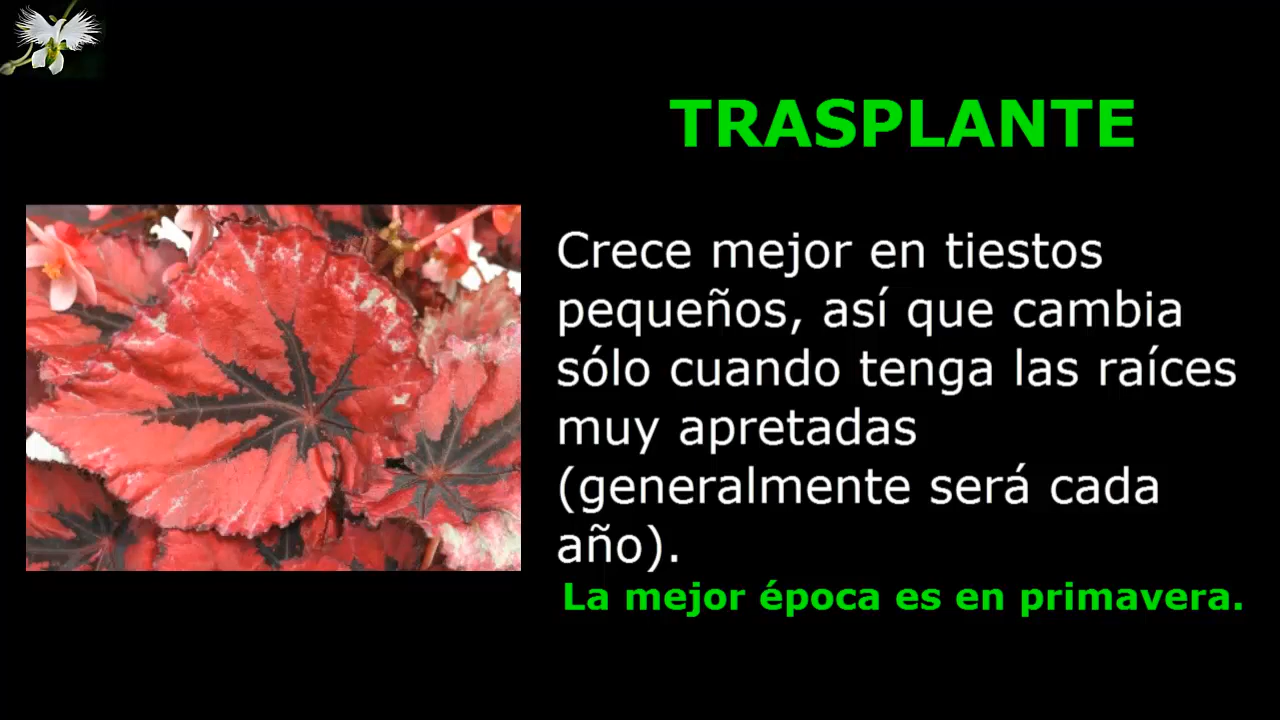 TRASPLANTE
Crece mejor en tiestos
pequeños, así que cambia
sólo cuando tenga las raíces
muy apretadas
(generalmente será cada
año).
La mejor época es en primavera.